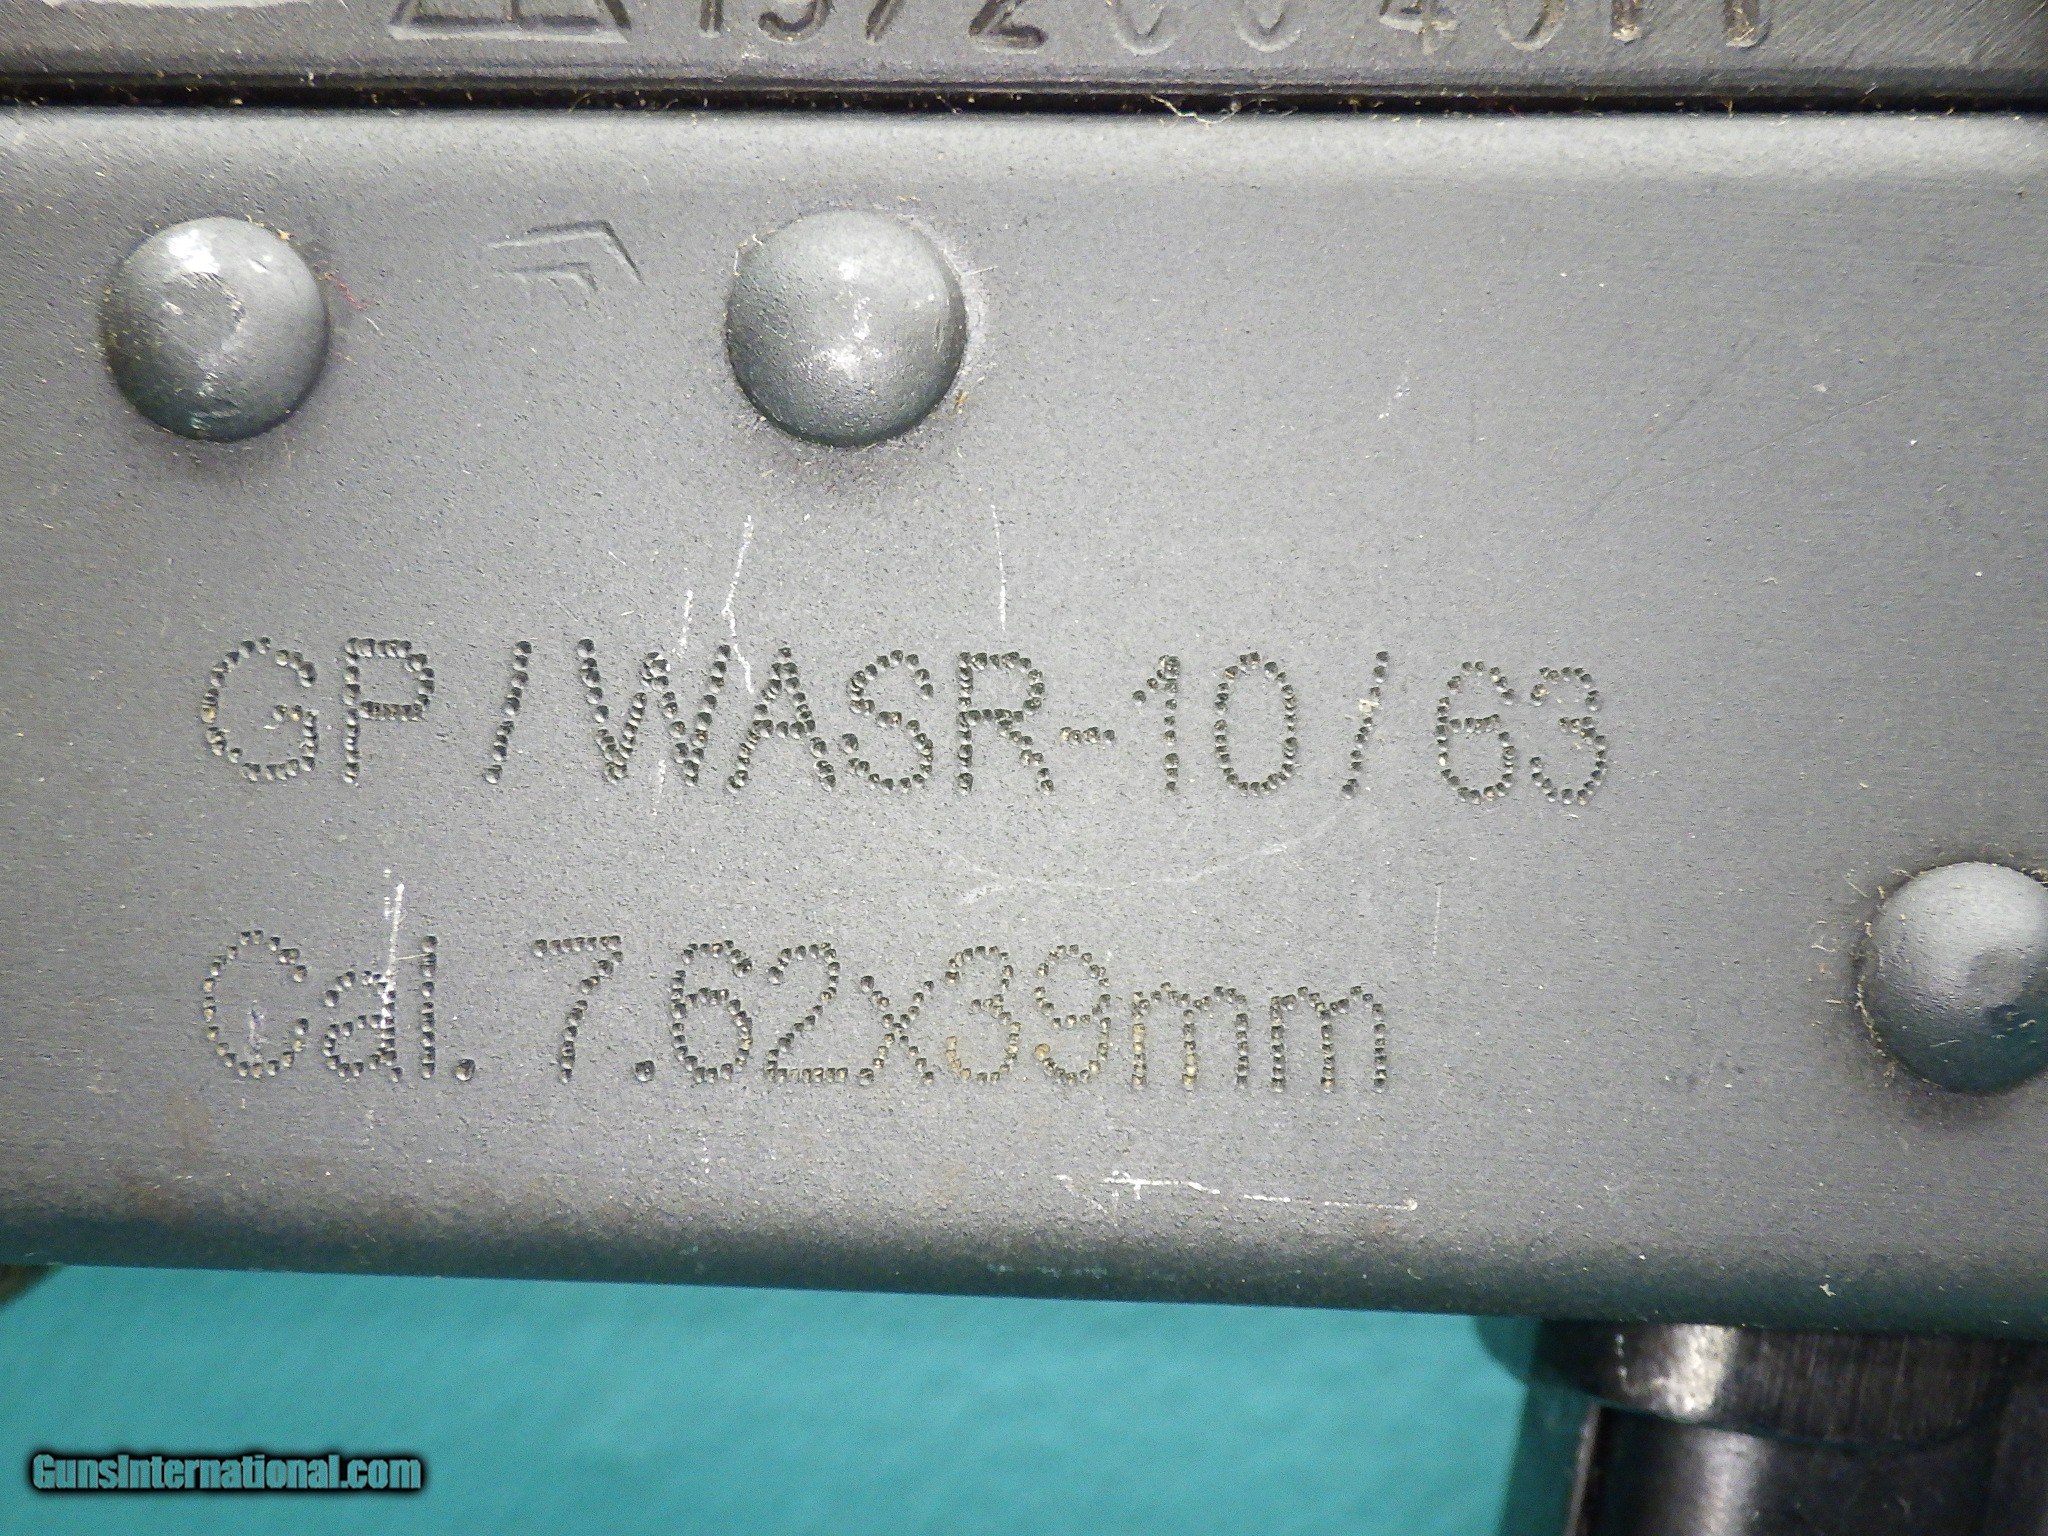 GP/WASR-10/63
Cal. 7.62x39mm
GunsInternational.com